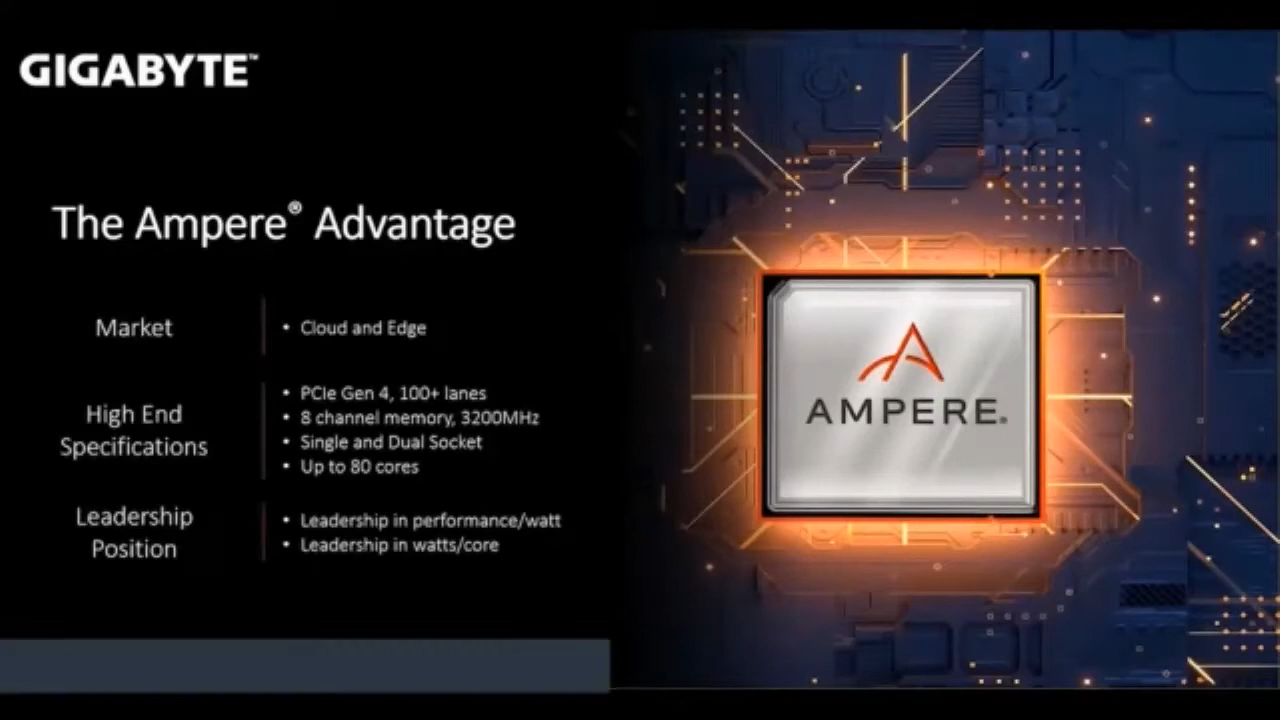 GIGABYTE™
The Ampere® Advantage
Market
• Cloud and Edge
High End
Specifications
• PCIe Gen 4, 100+ lanes
• 8 channel memory, 3200MHz
• Single and Dual Socket
• Up to 80 cores
Leadership
Position
• Leadership in performance/watt
• Leadership in watts/core
AMPERE®